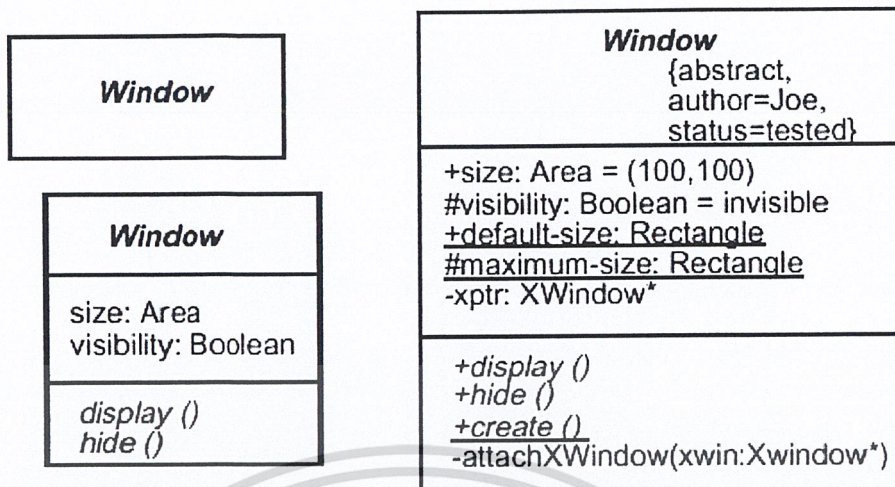 Window
Window
size: Area
visibility: Boolean
display ()
hide ()
Window
{abstract,
author=Joe,
status=tested}
+size: Area = (100,100)
#visibility: Boolean = invisible
+default-size: Rectangle
#maximum-size: Rectangle
-xptr: XWindow*
+display ()
+hide ()
+create ()
-attachXWindow(xwin:Xwindow*)